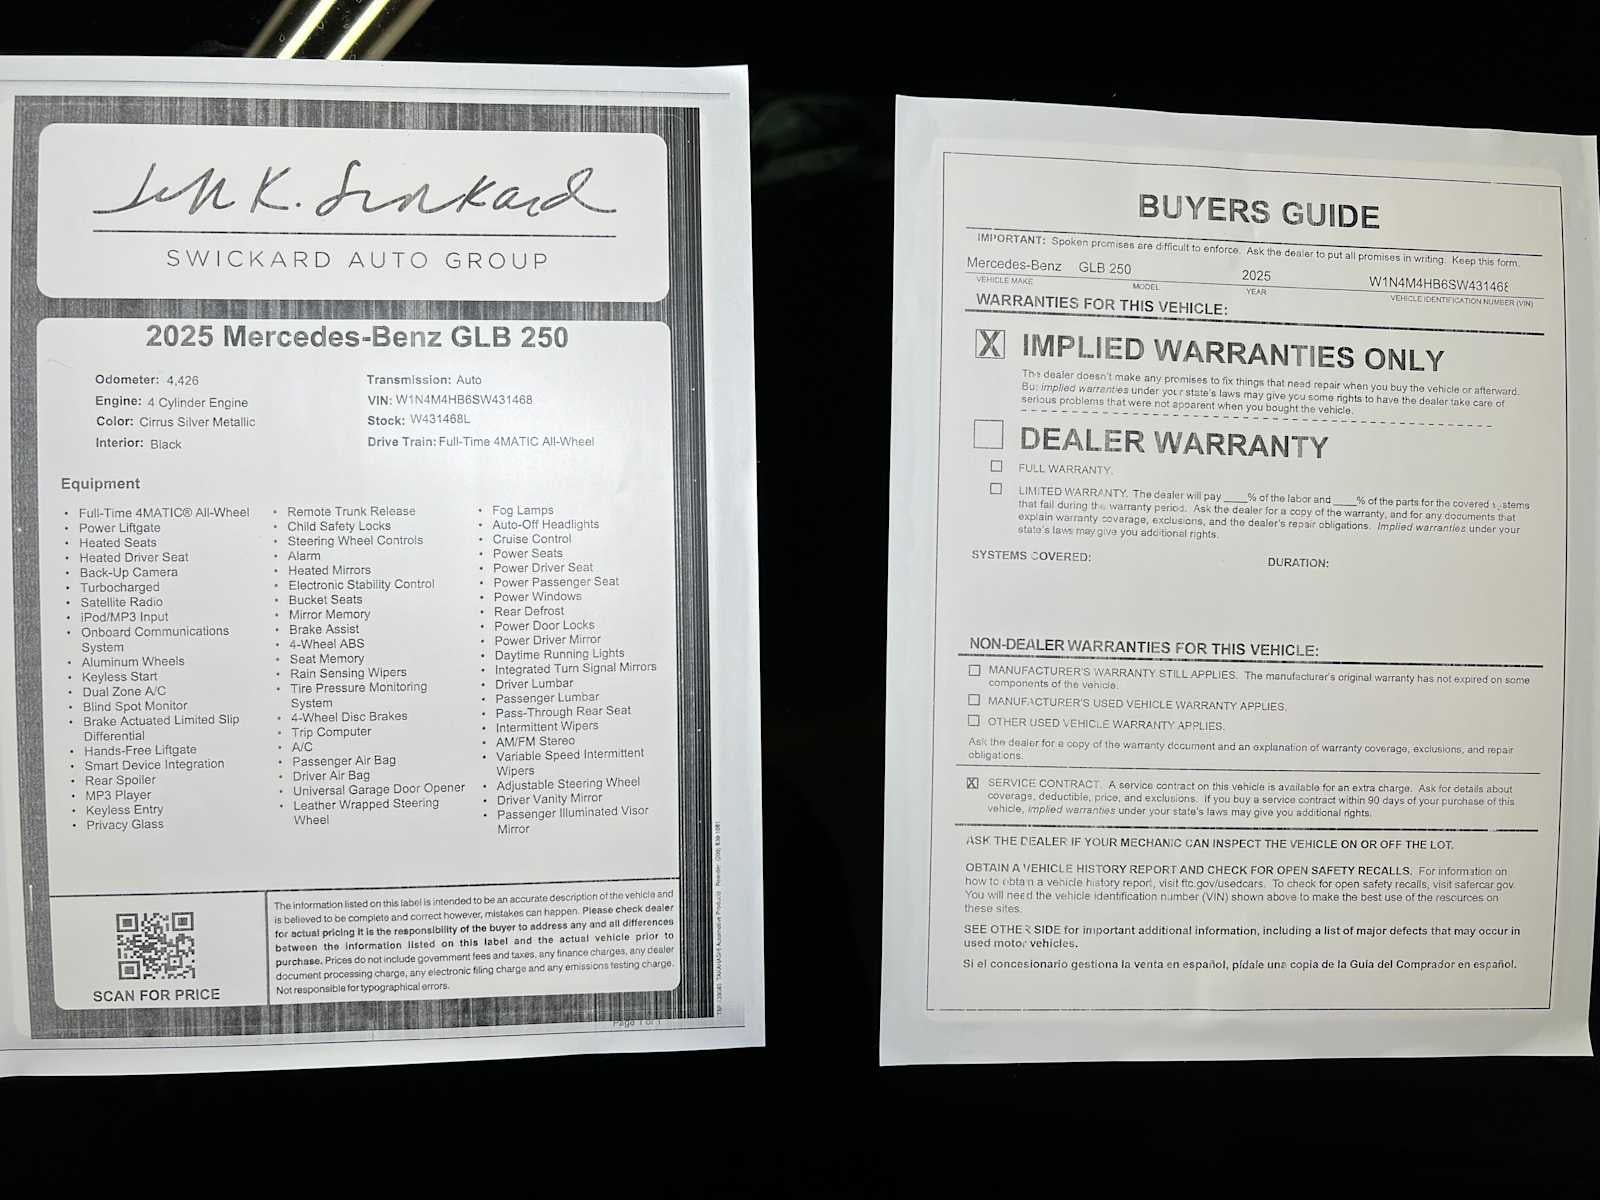 Jeff K. Swickard
SWICKARD AUTO GROUP
2025 Mercedes-Benz GLB 250
Odometer: 4,426
Engine: 4 Cylinder Engine
Color: Cirrus Silver Metallic
Interior: Black
Transmission: Auto
VIN: W1N4M4HB6SW431468
Stock: W431468L
Drive Train: Full-Time 4MATIC All-Wheel
Equipment
• Full-Time 4MATIC® All-Wheel
• Power Liftgate
• Heated Seats
• Heated Driver Seat
• Back-Up Camera
• Turbocharged
• Satellite Radio
• iPod/MP3 Input
• Onboard Communications
System
• Aluminum Wheels
• Keyless Start
• Dual Zone A/C
• Blind Spot Monitor
• Brake Actuated Limited Slip
Differential
• Hands-Free Liftgate
• Smart Device Integration
• Rear Spoiler
• MP3 Player
• Keyless Entry
• Privacy Glass
• Remote Trunk Release
• Child Safety Locks
• Steering Wheel Controls
• Alarm
• Heated Mirrors
• Electronic Stability Control
• Bucket Seats
• Mirror Memory
• Brake Assist
• 4-Wheel ABS
• Seat Memory
• Rain Sensing Wipers
• Tire Pressure Monitoring
System
• 4-Wheel Disc Brakes
• Trip Computer
• A/C
• Passenger Air Bag
• Driver Air Bag
• Universal Garage Door Opener
• Leather Wrapped Steering
Wheel
• Fog Lamps
• Auto-Off Headlights
• Cruise Control
• Power Seats
• Power Driver Seat
• Power Passenger Seat
• Power Windows
• Rear Defrost
• Power Door Locks
• Power Driver Mirror
• Daytime Running Lights
• Integrated Turn Signal Mirrors
• Driver Lumbar
• Passenger Lumbar
• Pass-Through Rear Seat
• Intermittent Wipers
• AM/FM Stereo
• Variable Speed Intermittent
Wipers
• Adjustable Steering Wheel
• Driver Vanity Mirror
• Passenger Illuminated Visor
Mirror
SCAN FOR PRICE
The information listed on this label is intended to be an accurate description of the vehicle and
is believed to be complete and correct however, mistakes can happen. Please check dealer
for actual pricing It is the responsibility of the buyer to address any and all differences
between the information listed on this label and the actual vehicle prior to
purchase. Prices do not include government fees and taxes, any finance charges, any dealer
document processing charge, any electronic filing charge and any emissions testing charge.
Not responsible for typographical errors.
Page 1 of 1
TAKAHASHI Automotive Products
BUYERS GUIDE
IMPORTANT: Spoken promises are difficult to enforce. Ask the dealer to put all promises in writing. Keep this form.
Mercedes-Benz GLB 250 2025 W1N4M4HB6SW431468
VEHICLE MAKE MODEL YEAR VEHICLE IDENTIFICATION NUMBER (VIN)
WARRANTIES FOR THIS VEHICLE:
X IMPLIED WARRANTIES ONLY
The dealer doesn't make any promises to fix things that need repair when you buy the vehicle or afterward.
But implied warranties under your state's laws may give you some rights to have the dealer take care of
serious problems that were not apparent when you bought the vehicle.
DEALER WARRANTY
FULL WARRANTY.
LIMITED WARRANTY. The dealer will pay ____% of the labor and ____% of the parts for the covered systems
that fail during the warranty period. Ask the dealer for a copy of the warranty, and for any documents that
explain warranty coverage, exclusions, and the dealer's repair obligations. Implied warranties under your
state's laws may give you additional rights.
SYSTEMS COVERED: DURATION:
NON-DEALER WARRANTIES FOR THIS VEHICLE:
MANUFACTURER'S WARRANTY STILL APPLIES. The manufacturer's original warranty has not expired on some
components of the vehicle.
MANUFACTURER'S USED VEHICLE WARRANTY APPLIES.
OTHER USED VEHICLE WARRANTY APPLIES.
Ask the dealer for a copy of the warranty document and an explanation of warranty coverage, exclusions, and repair
obligations.
X SERVICE CONTRACT. A service contract on this vehicle is available for an extra charge. Ask for details about
coverage, deductible, price, and exclusions. If you buy a service contract within 90 days of your purchase of this
vehicle, implied warranties under your state's laws may give you additional rights.
ASK THE DEALER IF YOUR MECHANIC CAN INSPECT THE VEHICLE ON OR OFF THE LOT.
OBTAIN A VEHICLE HISTORY REPORT AND CHECK FOR OPEN SAFETY RECALLS. For information on
how to obtain a vehicle history report, visit ftc.gov/usedcars. To check for open safety recalls, visit safercar.gov.
You will need the vehicle identification number (VIN) shown above to make the best use of the resources on
these sites.
SEE OTHER SIDE for important additional information, including a list of major defects that may occur in
used motor vehicles.
Si el concesionario gestiona la venta en español, pídale una copia de la Guía del Comprador en español.